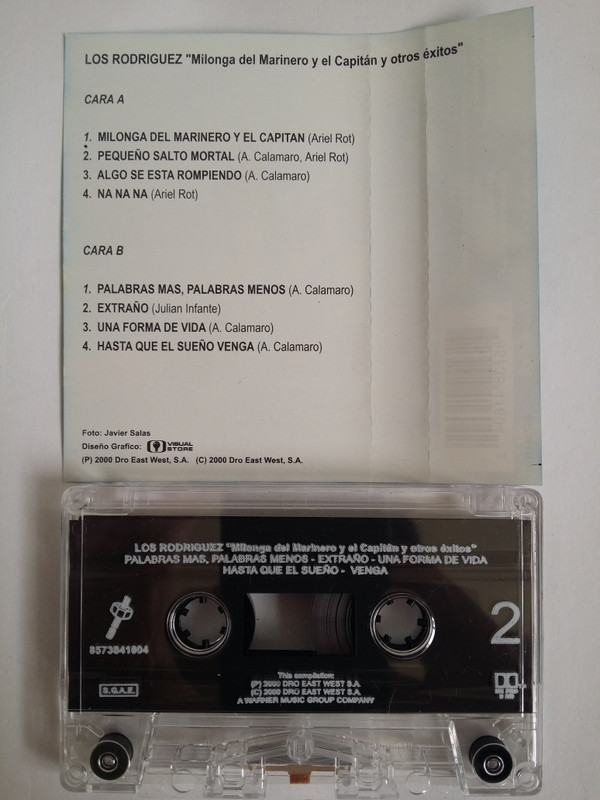 LOS RODRIGUEZ "Milonga del Marinero y el Capitán y otros éxitos"
CARA A
1. MILONGA DEL MARINERO Y EL CAPITAN (Ariel Rot)
2. PEQUEÑO SALTO MORTAL (A. Calamaro, Ariel Rot)
3. ALGO SE ESTA ROMPIENDO (A. Calamaro)
4. NA NA NA (Ariel Rot)
CARA B
1. PALABRAS MAS, PALABRAS MENOS (A. Calamaro)
2. EXTRAÑO (Julian Infante)
3. UNA FORMA DE VIDA (A. Calamaro)
4. HASTA QUE EL SUEÑO VENGA (A. Calamaro)
Foto: Javier Salas
Diseño Grafico: VISUAL STORE
(P) 2000 Dro East West, S.A. (C) 2000 Dro East West, S.A.
LOS RODRIGUEZ "Milonga del Marinero y el Capitán y otros éxitos"
PALABRAS MAS, PALABRAS MENOS - EXTRAÑO - UNA FORMA DE VIDA
HASTA QUE EL SUEÑO - VENGA
8573841004
2
S.G.A.E.
This compilation:
(P) 2000 DRO EAST WEST S.A.
(C) 2000 DRO EAST WEST S.A.
A WARNER MUSIC GROUP COMPANY